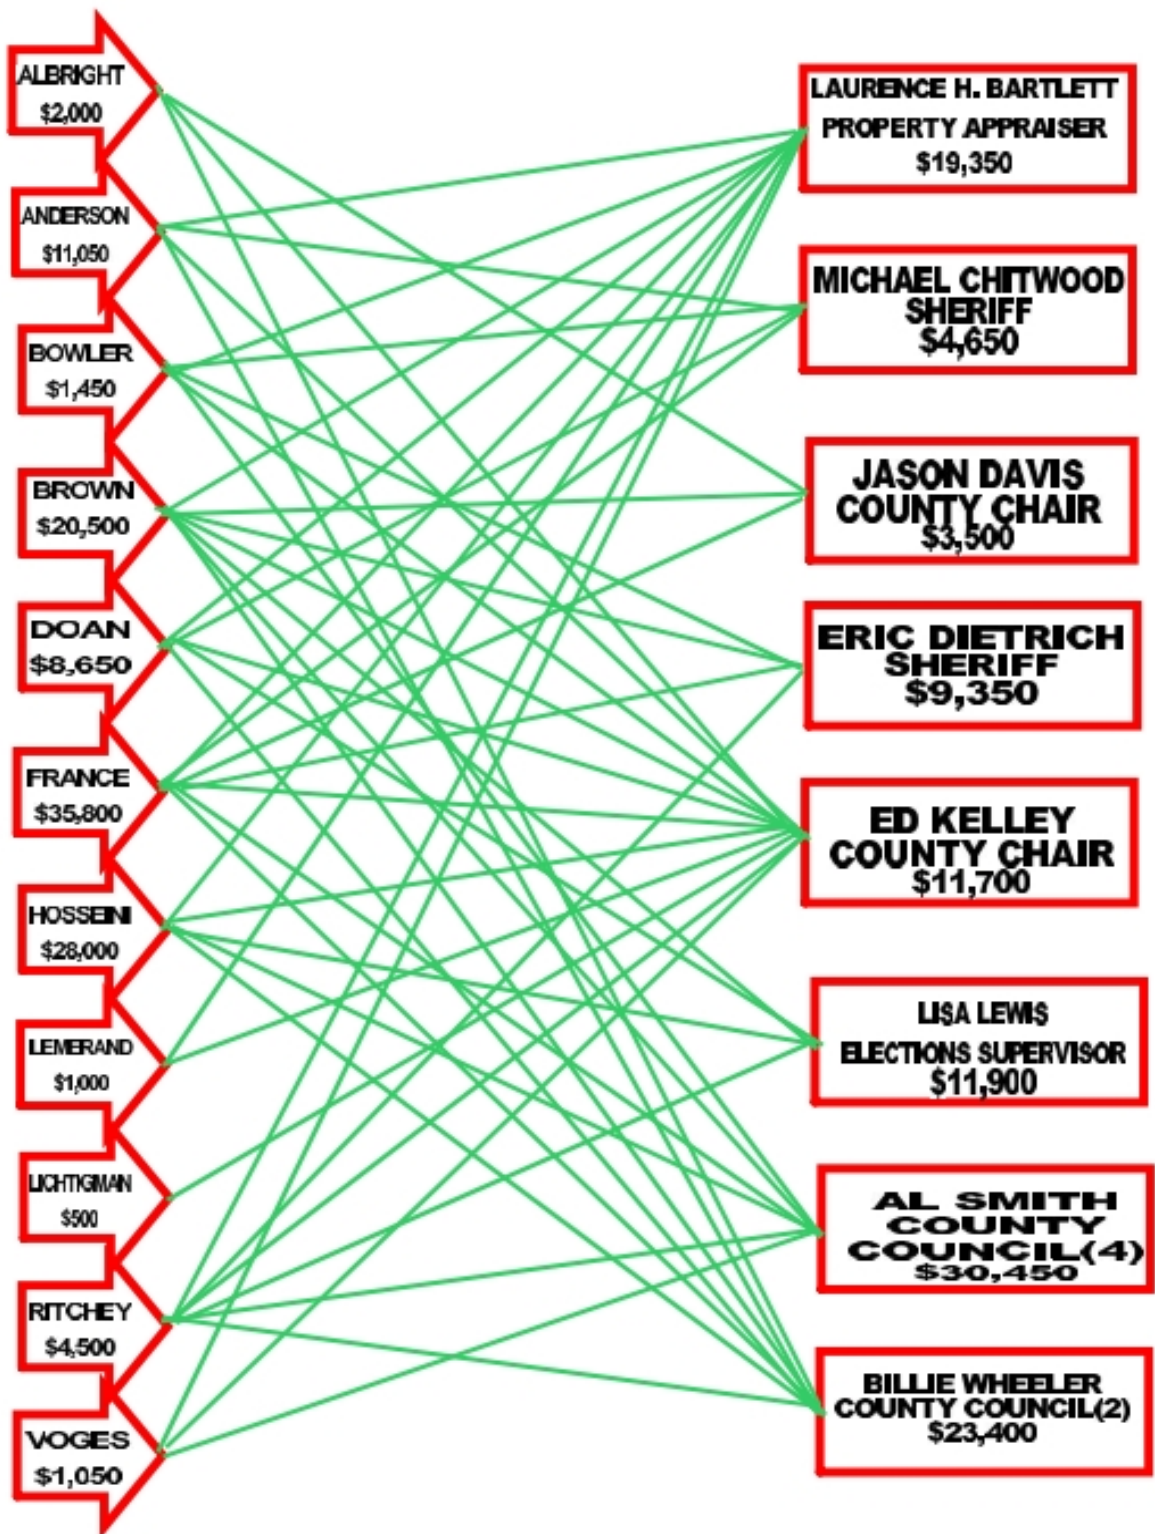 ALBRIGHT
$2,000
ANDERSON
$11,050
BOWLER
$1,450
BROWN
$20,500
DOAN
$8,650
FRANCE
$35,800
HOSSEINI
$28,000
LEMERAND
$1,000
LICHTIGMAN
$500
RITCHEY
$4,500
VOGES
$1,050
LAURENCE H. BARTLETT
PROPERTY APPRAISER
$19,350
MICHAEL CHITWOOD
SHERIFF
$4,650
JASON DAVIS
COUNTY CHAIR
$3,500
ERIC DIETRICH
SHERIFF
$9,350
ED KELLEY
COUNTY CHAIR
$11,700
LISA LEWIS
ELECTIONS SUPERVISOR
$11,900
AL SMITH
COUNTY
COUNCIL(4)
$30,450
BILLIE WHEELER
COUNTY COUNCIL(2)
$23,400